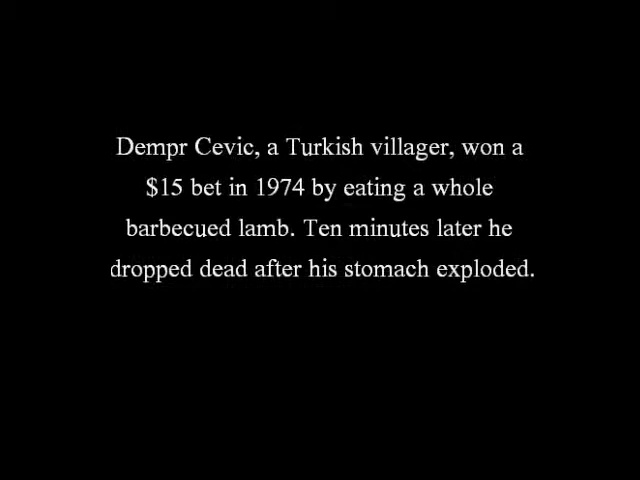 Dempr Cevic, a Turkish villager, won a
$15 bet in 1974 by eating a whole
barbecued lamb. Ten minutes later he
dropped dead after his stomach exploded.